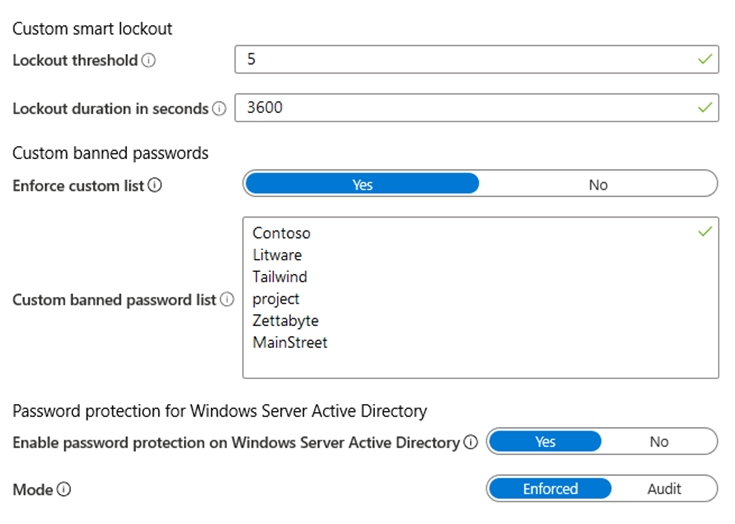 Custom smart lockout
Lockout threshold 5
Lockout duration in seconds 3600
Custom banned passwords
Enforce custom list Yes No
Contoso
Litware
Tailwind
Custom banned password list project
Zettabyte
MainStreet
Password protection for Windows Server Active Directory
Enable password protection on Windows Server Active Directory Yes No
Mode Enforced Audit